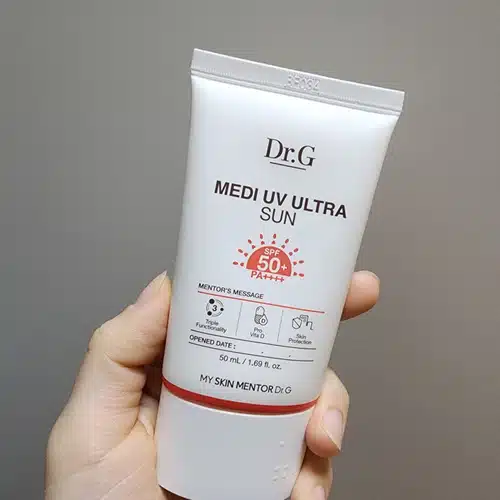 Dr.G
MEDI UV ULTRA
SUN
SPF
50+
PA++++
MENTOR'S MESSAGE
3
Triple
Functionality
Pro
Vita D
Skin
Protection
OPENED DATE : . .
50 mL / 1.69 fl. oz.
MY SKIN MENTOR Dr.G